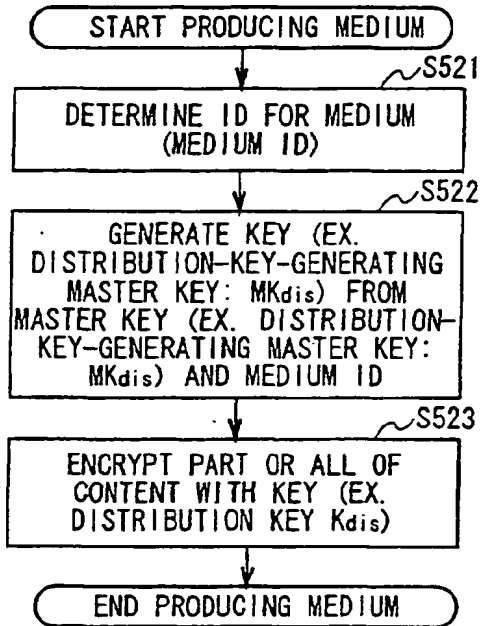 START PRODUCING MEDIUM
S521
DETERMINE ID FOR MEDIUM
(MEDIUM ID)
S522
GENERATE KEY (EX.
DISTRIBUTION-KEY-GENERATING
MASTER KEY: MKdis) FROM
MASTER KEY (EX. DISTRIBUTION-
KEY-GENERATING MASTER KEY:
MKdis) AND MEDIUM ID
S523
ENCRYPT PART OR ALL OF
CONTENT WITH KEY (EX.
DISTRIBUTION KEY Kdis)
END PRODUCING MEDIUM